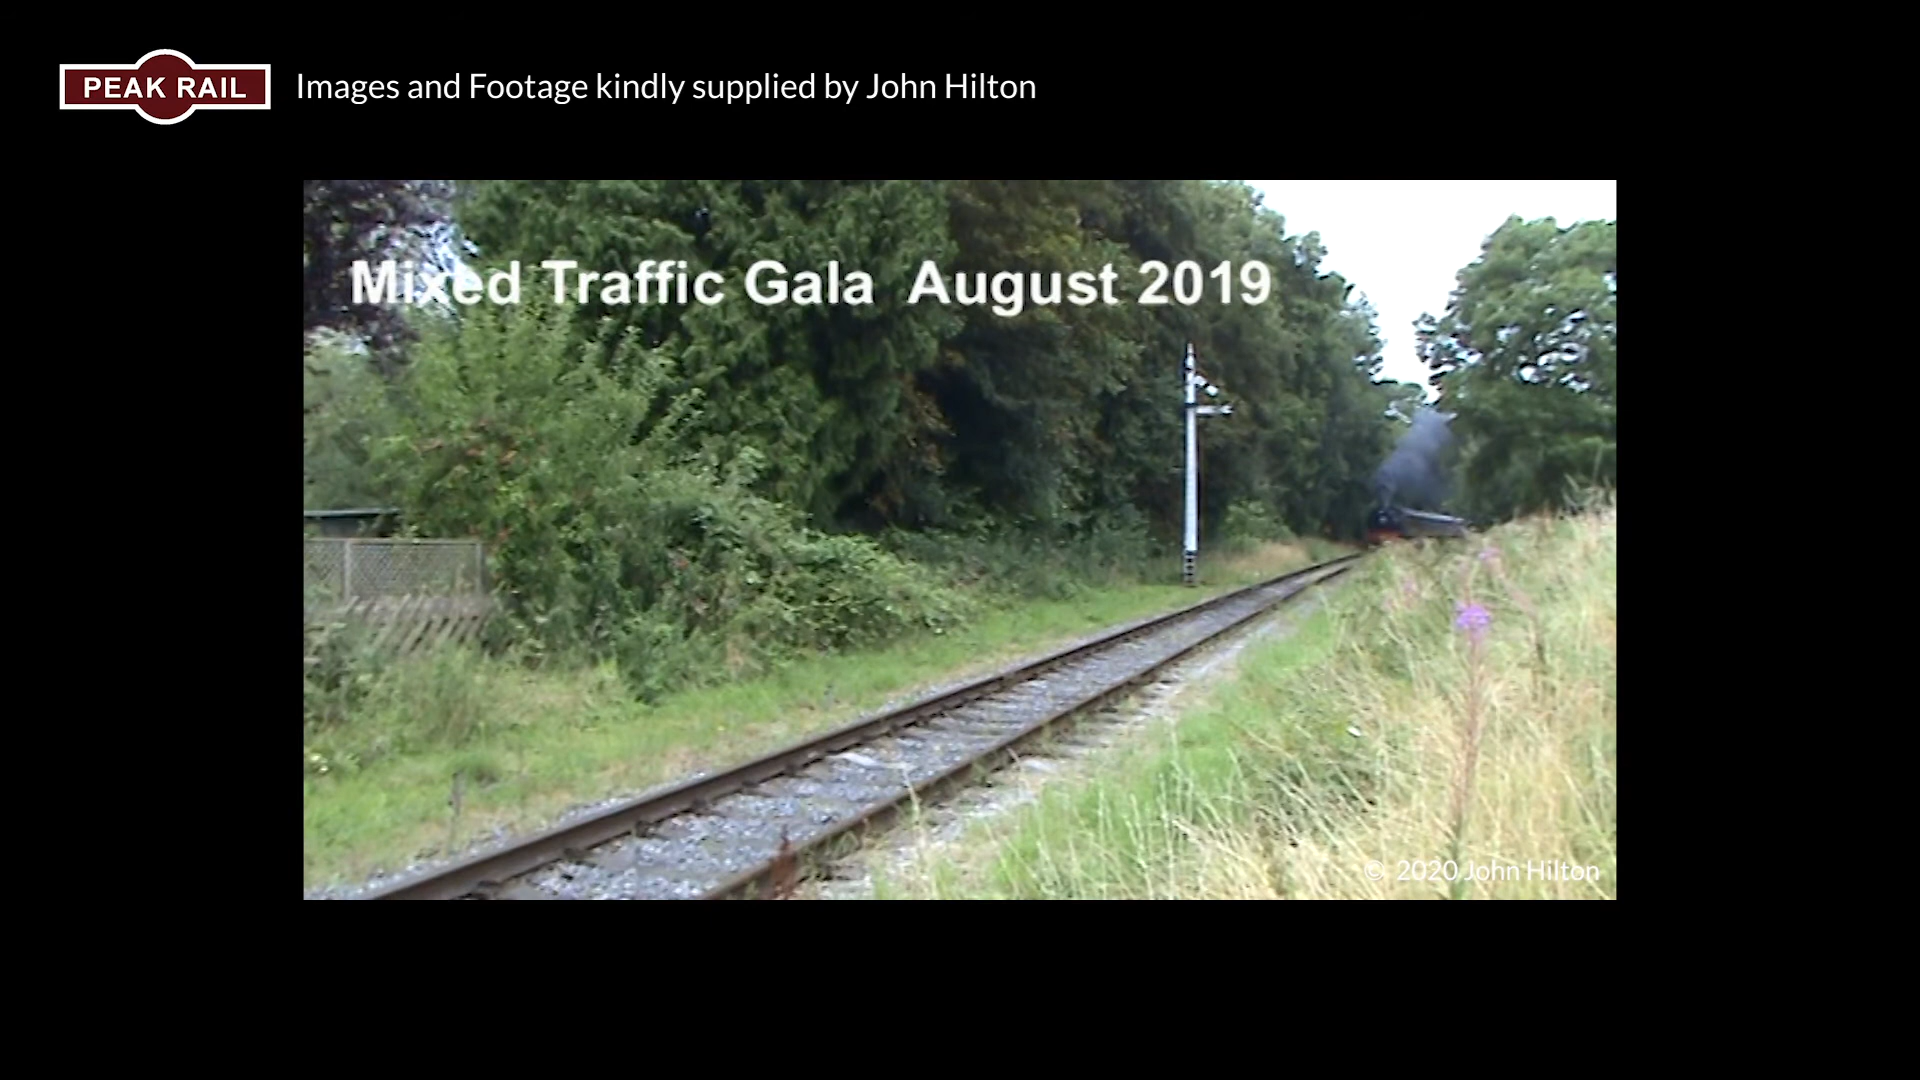 PEAK RAIL
Images and Footage kindly supplied by John Hilton
Mixed Traffic Gala August 2019
© 2020 John Hilton